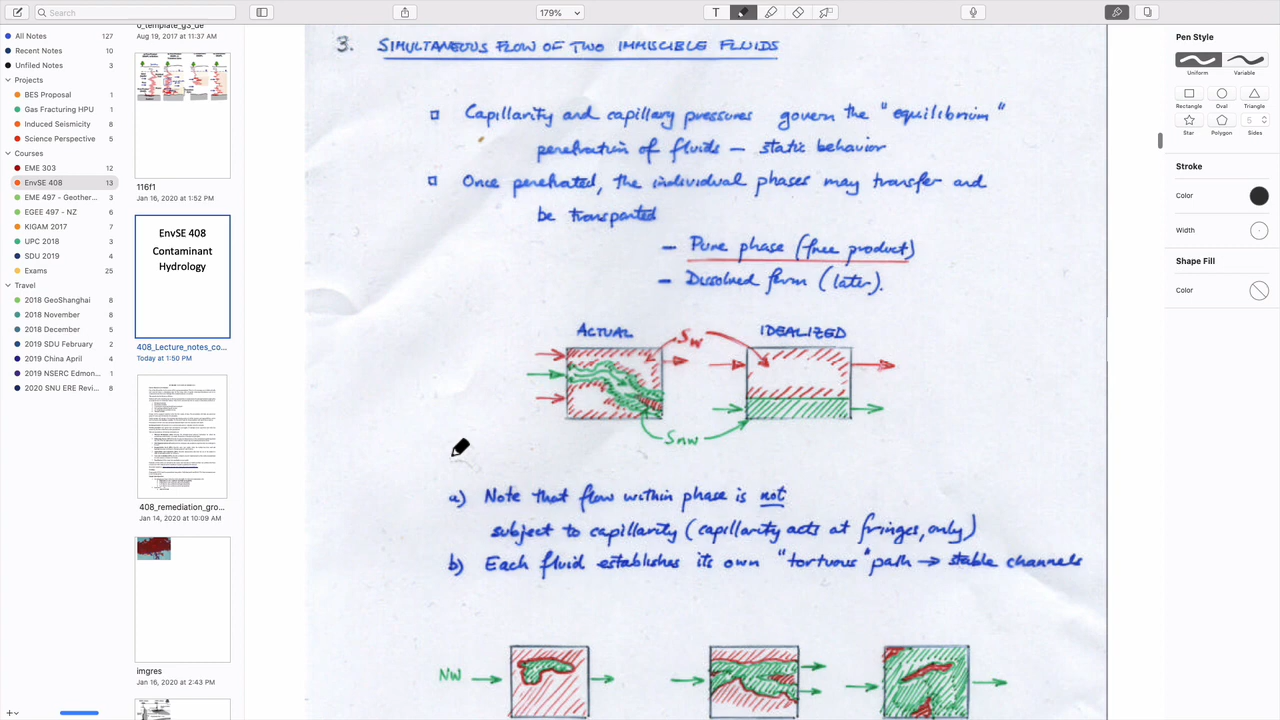 Search
179%
T
All Notes 127
Recent Notes 10
Unfiled Notes 3
Projects
BES Proposal 1
Gas Fracturing HPU 1
Induced Seismicity 8
Science Perspective 5
Courses
EME 303 12
EnvSE 408 13
EME 497 - Geother... 3
EGEE 497 - NZ 6
KIGAM 2017 7
UPC 2018 3
SDU 2019 4
Exams 25
Travel
2018 GeoShanghai 8
2018 November 8
2018 December 5
2019 SDU February 2
2019 China April 4
2019 NSERC Edmon... 1
2020 SNU ERE Revi... 8
0_template_g3_de
Aug 19, 2017 at 11:37 AM
116f1
Jan 16, 2020 at 1:52 PM
EnvSE 408
Contaminant
Hydrology
408_Lecture_notes_co...
Today at 1:50 PM
408_remediation_gro...
Jan 14, 2020 at 10:09 AM
imgres
Jan 16, 2020 at 2:43 PM
3. SIMULTANEOUS FLOW OF TWO IMMISCIBLE FLUIDS
Capillarity and capillary pressures govern the "equilibrium"
penetration of fluids – static behavior
Once penetrated, the individual phases may transfer and
be transported
– Pure phase (free product)
– Dissolved form (later).
ACTUAL Sw IDEALIZED
Snw
a) Note that flow within phase is not
subject to capillarity (capillarity acts at fringes, only)
b) Each fluid establishes its own "tortuous" path → stable channels
NW
Pen Style
Uniform Variable
Rectangle Oval Triangle
5
Star Polygon Sides
Stroke
Color
Width
Shape Fill
Color